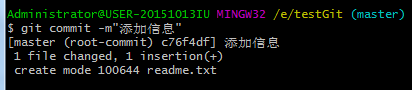 Administrator@USER-20151013IU MINGW32 /e/testGit (master)
$ git commit -m"添加信息"
[master (root-commit) c76f4df] 添加信息
 1 file changed, 1 insertion(+)
 create mode 100644 readme.txt